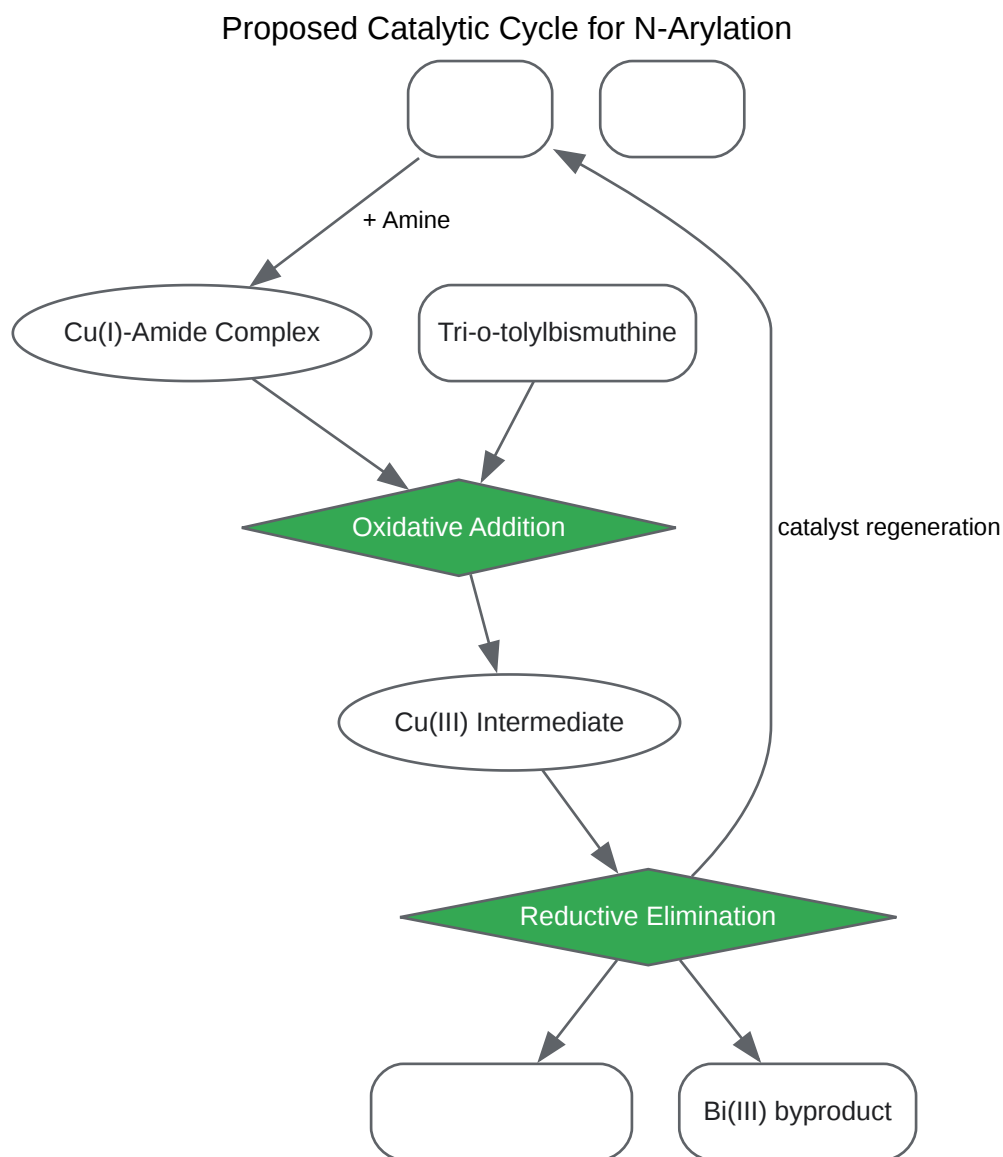 Proposed Catalytic Cycle for N-Arylation
+ Amine
Cu(I)-Amide Complex
Tri-o-tolylbismuthine
Oxidative Addition
catalyst regeneration
Cu(III) Intermediate
Reductive Elimination
Bi(III) byproduct